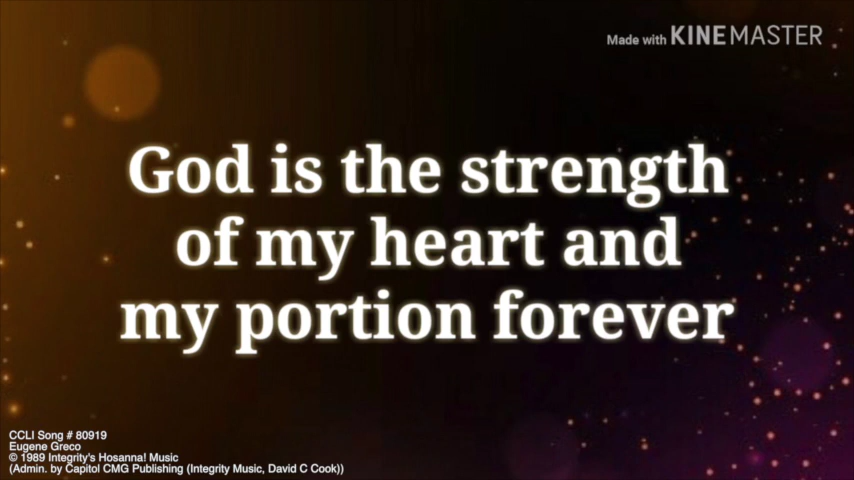 Made with KINEMASTER
God is the strength
of my heart and
my portion forever
CCLI Song # 80919
Eugene Greco
© 1989 Integrity's Hosanna! Music
(Admin. by Capitol CMG Publishing (Integrity Music, David C Cook))